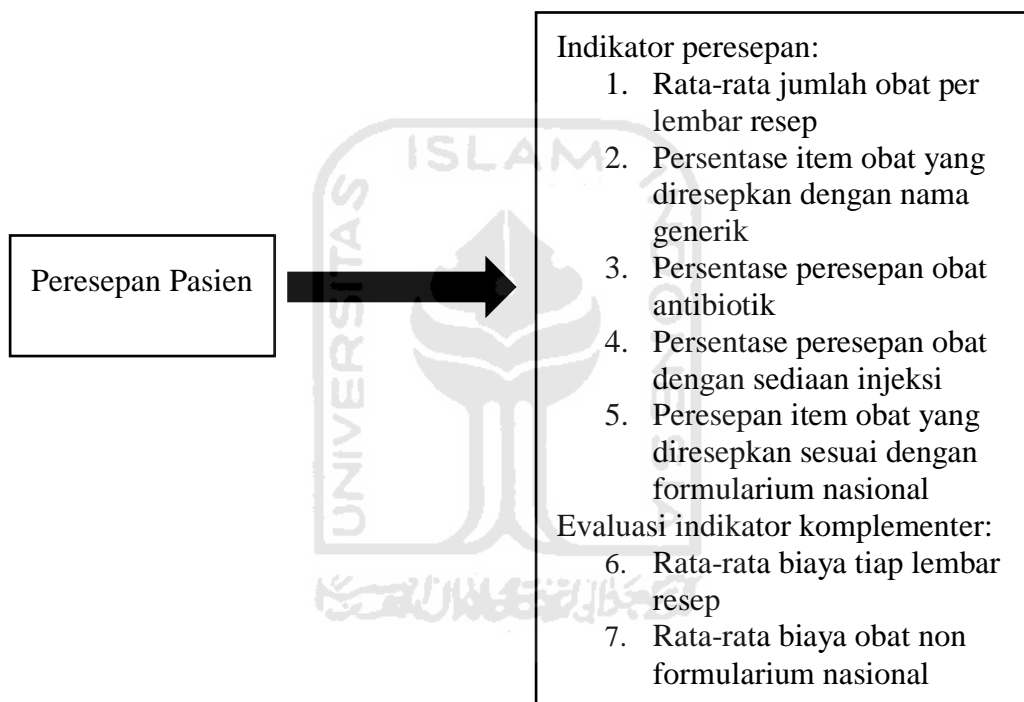 Peresepan Pasien
Indikator peresepan:
1. Rata-rata jumlah obat per
lembar resep
2. Persentase item obat yang
diresepkan dengan nama
generik
3. Persentase peresepan obat
antibiotik
4. Persentase peresepan obat
dengan sediaan injeksi
5. Peresepan item obat yang
diresepkan sesuai dengan
formularium nasional
Evaluasi indikator komplementer:
6. Rata-rata biaya tiap lembar
resep
7. Rata-rata biaya obat non
formularium nasional
UNIVERSITAS
ISLAM
INDONESIA